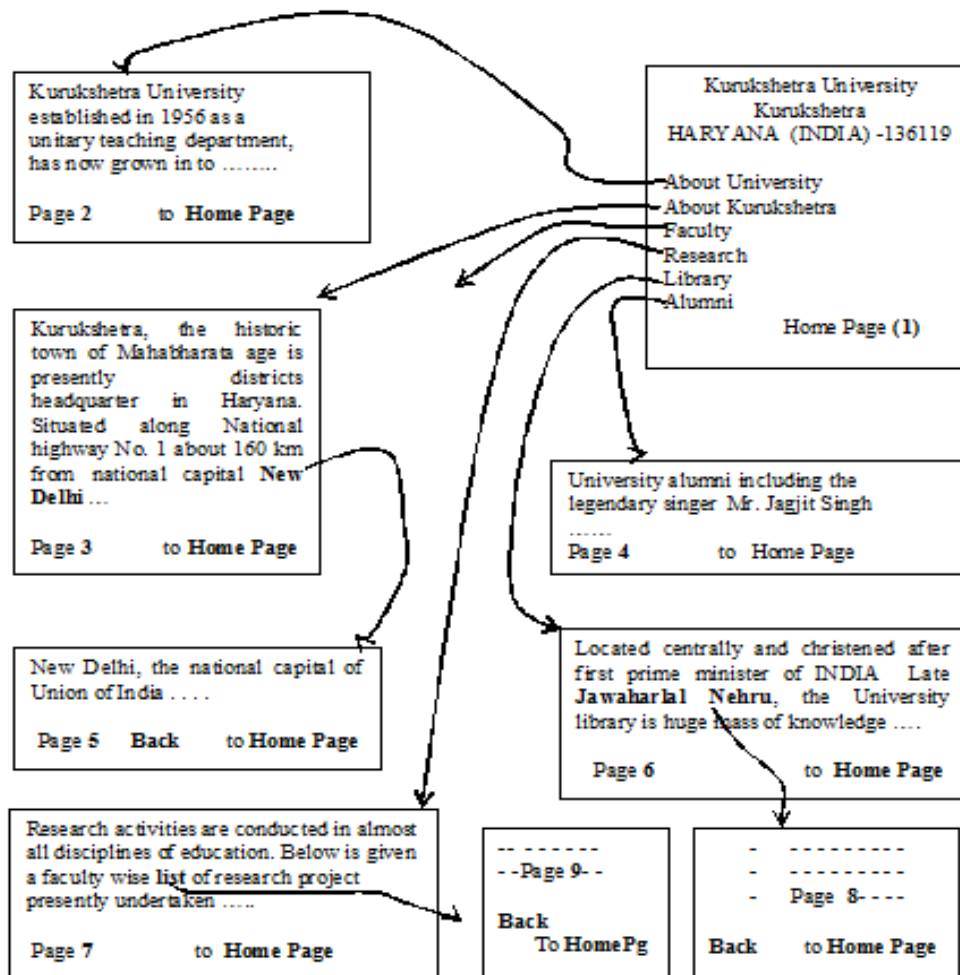 Kurukshetra University
Kurukshetra
HARYANA (INDIA) -136119
About University
About Kurukshetra
Faculty
Research
Library
Alumni
Home Page (1)
Kurukshetra University
established in 1956 as a
unitary teaching department,
has now grown in to ........
Page 2 to Home Page
Kurukshetra, the historic
town of Mahabharata age is
presently districts
headquarter in Haryana.
Situated along National
highway No. 1 about 160 km
from national capital New
Delhi ...
Page 3 to Home Page
University alumni including the
legendary singer Mr. Jagjit Singh
......
Page 4 to Home Page
New Delhi, the national capital of
Union of India . . . .
Page 5 Back to Home Page
Located centrally and christened after
first prime minister of INDIA Late
Jawaharlal Nehru, the University
library is huge mass of knowledge ....
Page 6 to Home Page
Research activities are conducted in almost
all disciplines of education. Below is given
a faculty wise list of research project
presently undertaken .....
Page 7 to Home Page
-- - - - - - -
- -Page 9- -
Back
To HomePg
- - - - - - - - - -
- - - - - - - - - -
- Page 8- - - -
Back to Home Page